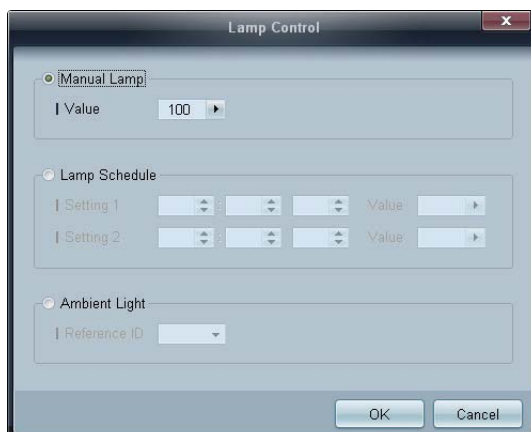 Lamp Control
Manual Lamp
Value 100
Lamp Schedule
Setting 1 : Value
Setting 2 : Value
Ambient Light
Reference ID
OK Cancel